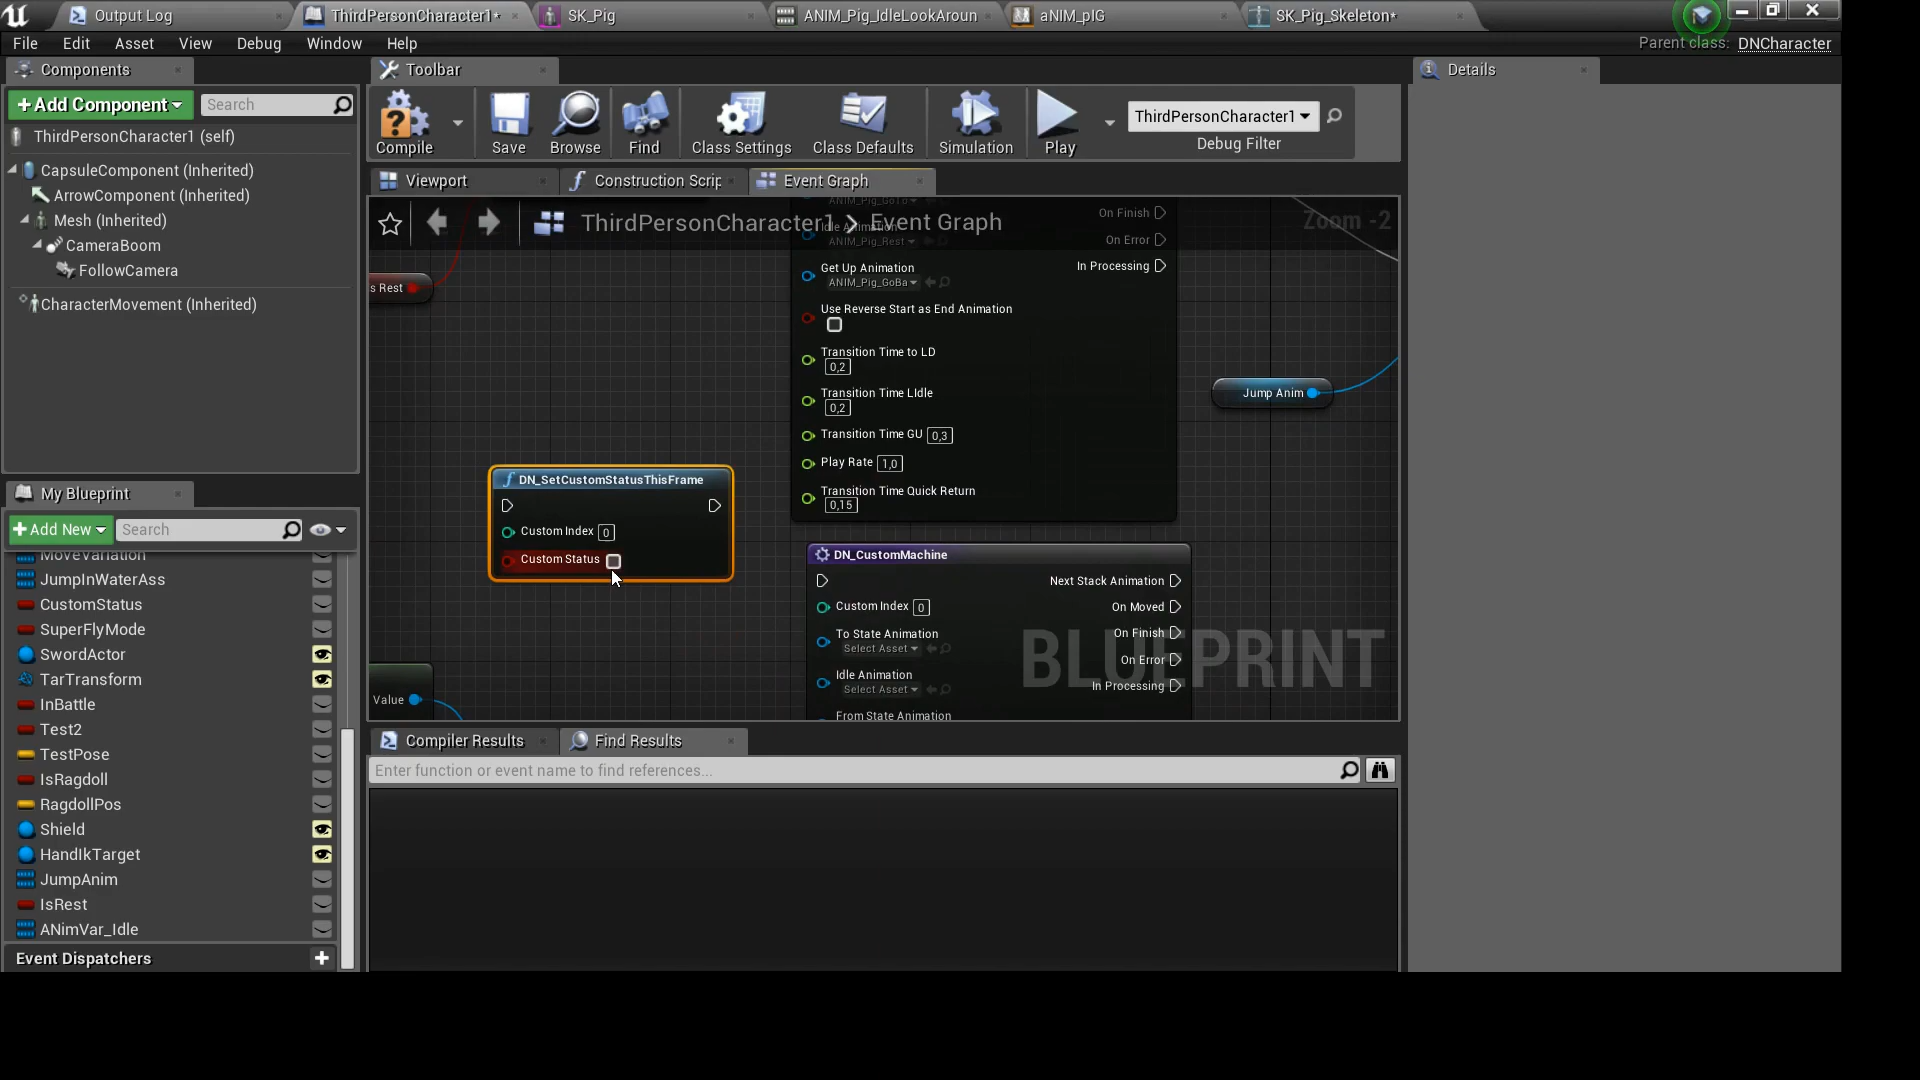 Output Log
ThirdPersonCharacter1*
SK_Pig
ANIM_Pig_IdleLookAroun
aNIM_pIG
SK_Pig_Skeleton*
File Edit Asset View Debug Window Help
Parent class: DNCharacter
Components
Toolbar
Details
+Add Component
Search
ThirdPersonCharacter1 (self)
CapsuleComponent (Inherited)
ArrowComponent (Inherited)
Mesh (Inherited)
CameraBoom
FollowCamera
CharacterMovement (Inherited)
Compile
Save
Browse
Find
Class Settings
Class Defaults
Simulation
Play
ThirdPersonCharacter1
Debug Filter
Viewport
Construction Scrip
Event Graph
ThirdPersonCharacter1 > Event Graph
Zoom -2
s Rest
ANIM_Pig_GoTo
Idle Animation
ANIM_Pig_Rest
Get Up Animation
ANIM_Pig_GoBa
Use Reverse Start as End Animation
Transition Time to LD
0,2
Transition Time LIdle
0,2
Transition Time GU 0,3
Play Rate 1,0
Transition Time Quick Return
0,15
On Finish
On Error
In Processing
Jump Anim
DN_SetCustomStatusThisFrame
Custom Index 0
Custom Status
DN_CustomMachine
Custom Index 0
To State Animation
Select Asset
Idle Animation
Select Asset
From State Animation
Next Stack Animation
On Moved
On Finish
On Error
In Processing
BLUEPRINT
Value
My Blueprint
+Add New
Search
MoveVariation
JumpInWaterAss
CustomStatus
SuperFlyMode
SwordActor
TarTransform
InBattle
Test2
TestPose
IsRagdoll
RagdollPos
Shield
HandIkTarget
JumpAnim
IsRest
ANimVar_Idle
Event Dispatchers
Compiler Results
Find Results
Enter function or event name to find references...